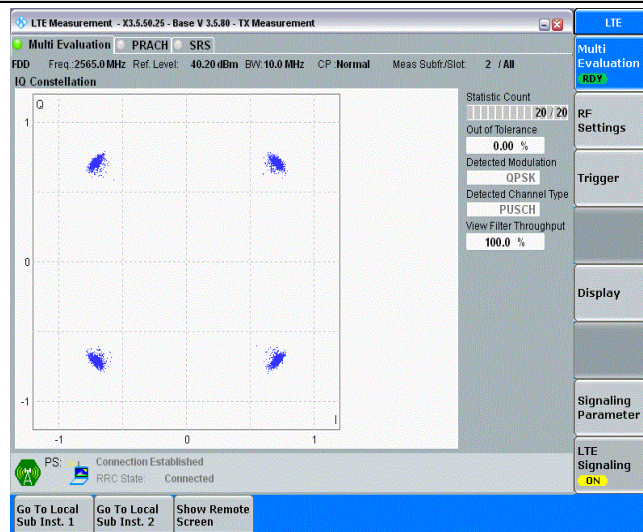 LTE Measurement - X3.5.50.25 - Base V 3.5.80 - TX Measurement
LTE
Multi Evaluation PRACH SRS
FDD Freq.:2565.0 MHz Ref. Level: 40.20 dBm BW:10.0 MHz CP :Normal Meas Subfr./Slot: 2 / All
IQ Constellation
Q
1
0
-1
-1 0 1
I
Statistic Count
20 / 20
Out of Tolerance
0.00 %
Detected Modulation
QPSK
Detected Channel Type
PUSCH
View Filter Throughput
100.0 %
PS: Connection Established
RRC State: Connected
Multi
Evaluation
RDY
RF
Settings
Trigger
Display
Signaling
Parameter
LTE
Signaling
ON
Go To Local
Sub Inst. 1
Go To Local
Sub Inst. 2
Show Remote
Screen